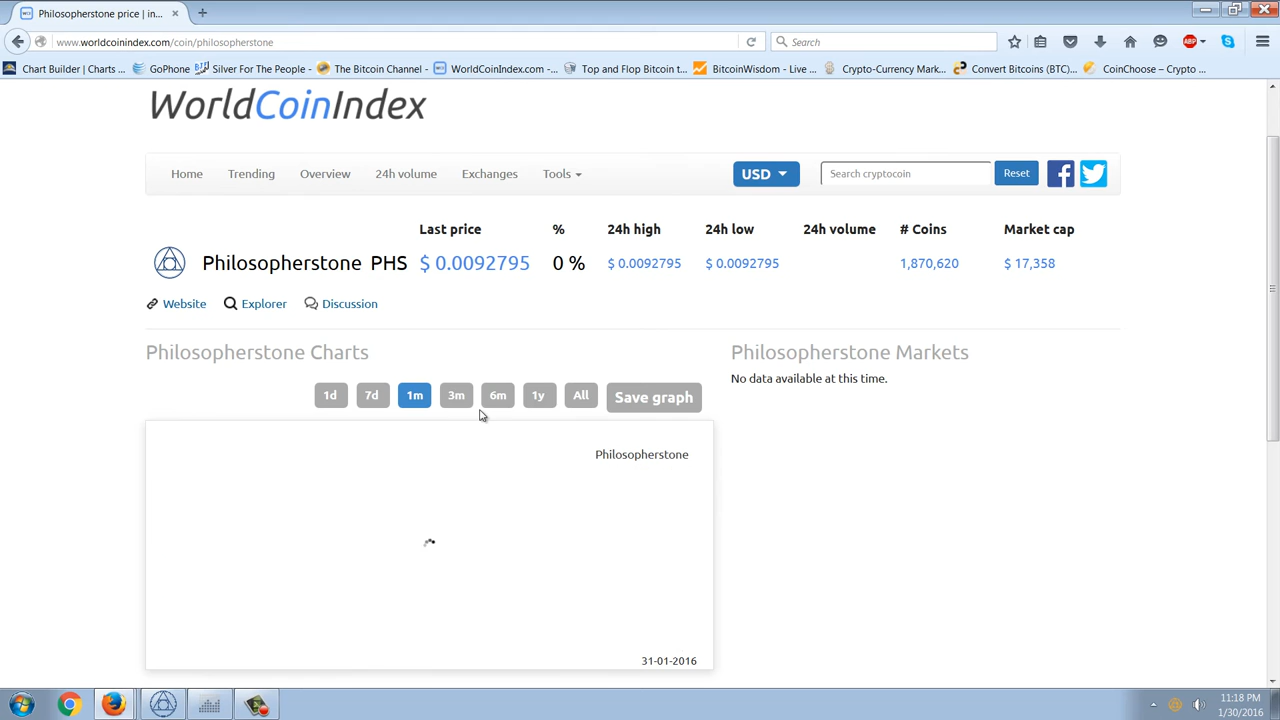 Philosopherstone price | in...
www.worldcoinindex.com/coin/philosopherstone
Search
ABP
Chart Builder | Charts ...
GoPhone
Silver For The People - ...
The Bitcoin Channel - ...
WorldCoinIndex.com -...
Top and Flop Bitcoin t...
BitcoinWisdom - Live ...
Crypto-Currency Mark...
Convert Bitcoins (BTC)...
CoinChoose – Crypto ...
WorldCoinIndex
Home
Trending
Overview
24h volume
Exchanges
Tools
USD
Search cryptocoin
Reset
Last price
%
24h high
24h low
24h volume
# Coins
Market cap
Philosopherstone PHS
$ 0.0092795
0 %
$ 0.0092795
$ 0.0092795
1,870,620
$ 17,358
Website
Explorer
Discussion
Philosopherstone Charts
Philosopherstone Markets
No data available at this time.
1d
7d
1m
3m
6m
1y
All
Save graph
Philosopherstone
31-01-2016
11:18 PM
1/30/2016